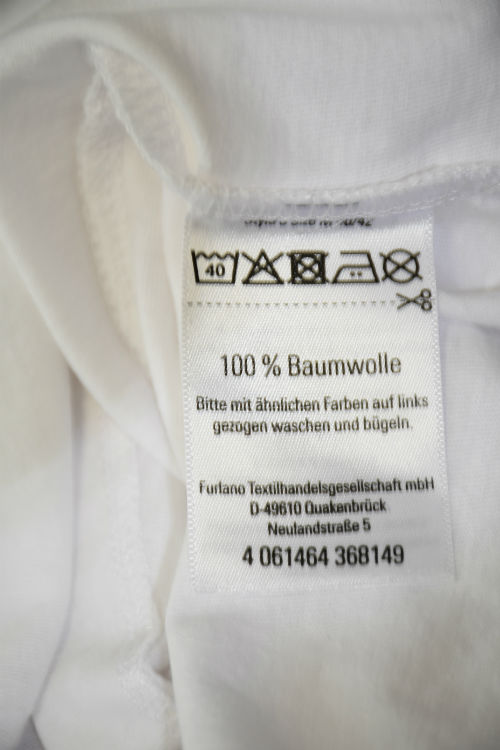 40
100 % Baumwolle
Bitte mit ähnlichen Farben auf links
gezogen waschen und bügeln.
Furlano Textilhandelsgesellschaft mbH
D-49610 Quakenbrück
Neulandstraße 5
4 061464 368149